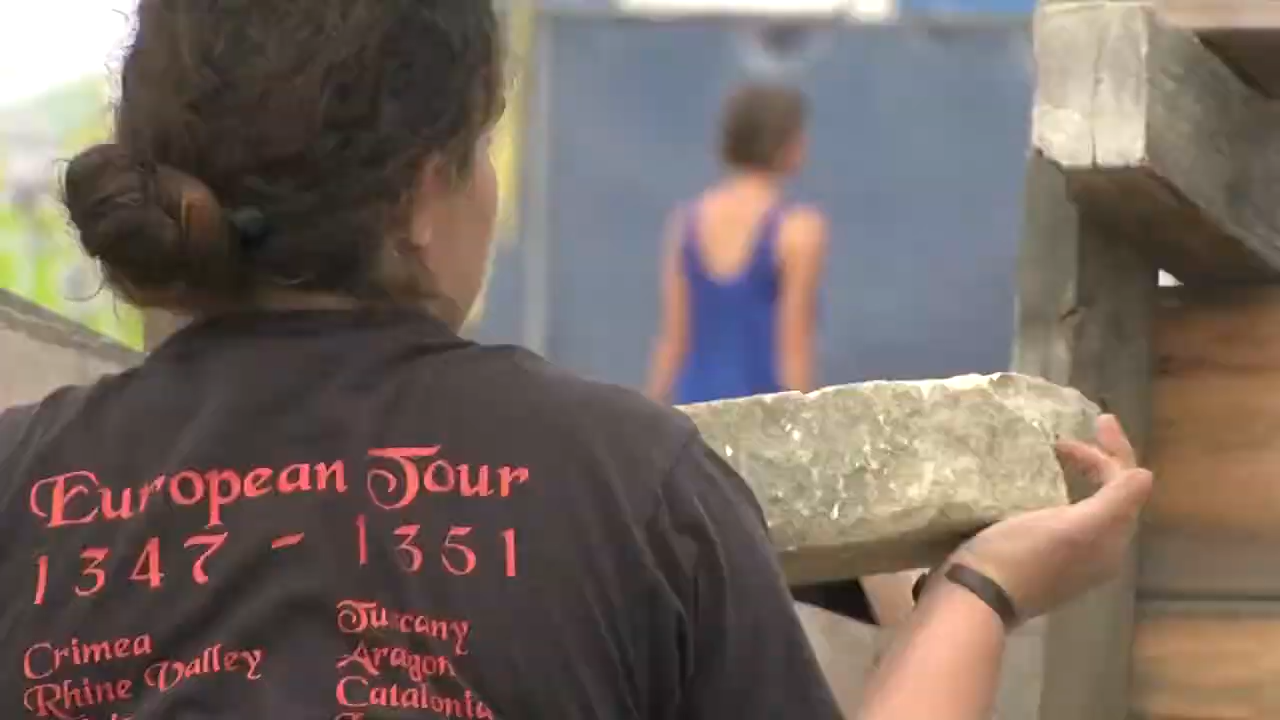 European Tour
1347 - 1351
Crimea
Rhine Valley
Tuscany
Aragon
Catalonia